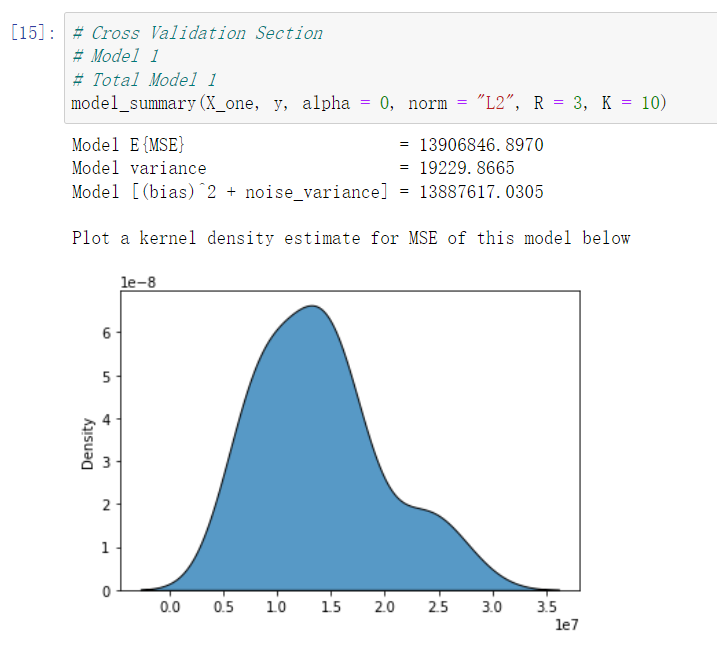 [15]: # Cross Validation Section
# Model 1
# Total Model 1
model_summary(X_one, y, alpha = 0, norm = "L2", R = 3, K = 10)
Model E{MSE} = 13906846.8970
Model variance = 19229.8665
Model [(bias)^2 + noise_variance] = 13887617.0305
Plot a kernel density estimate for MSE of this model below
1e-8
6
5
4
3
2
1
0
Density
0.0 0.5 1.0 1.5 2.0 2.5 3.0 3.5
1e7